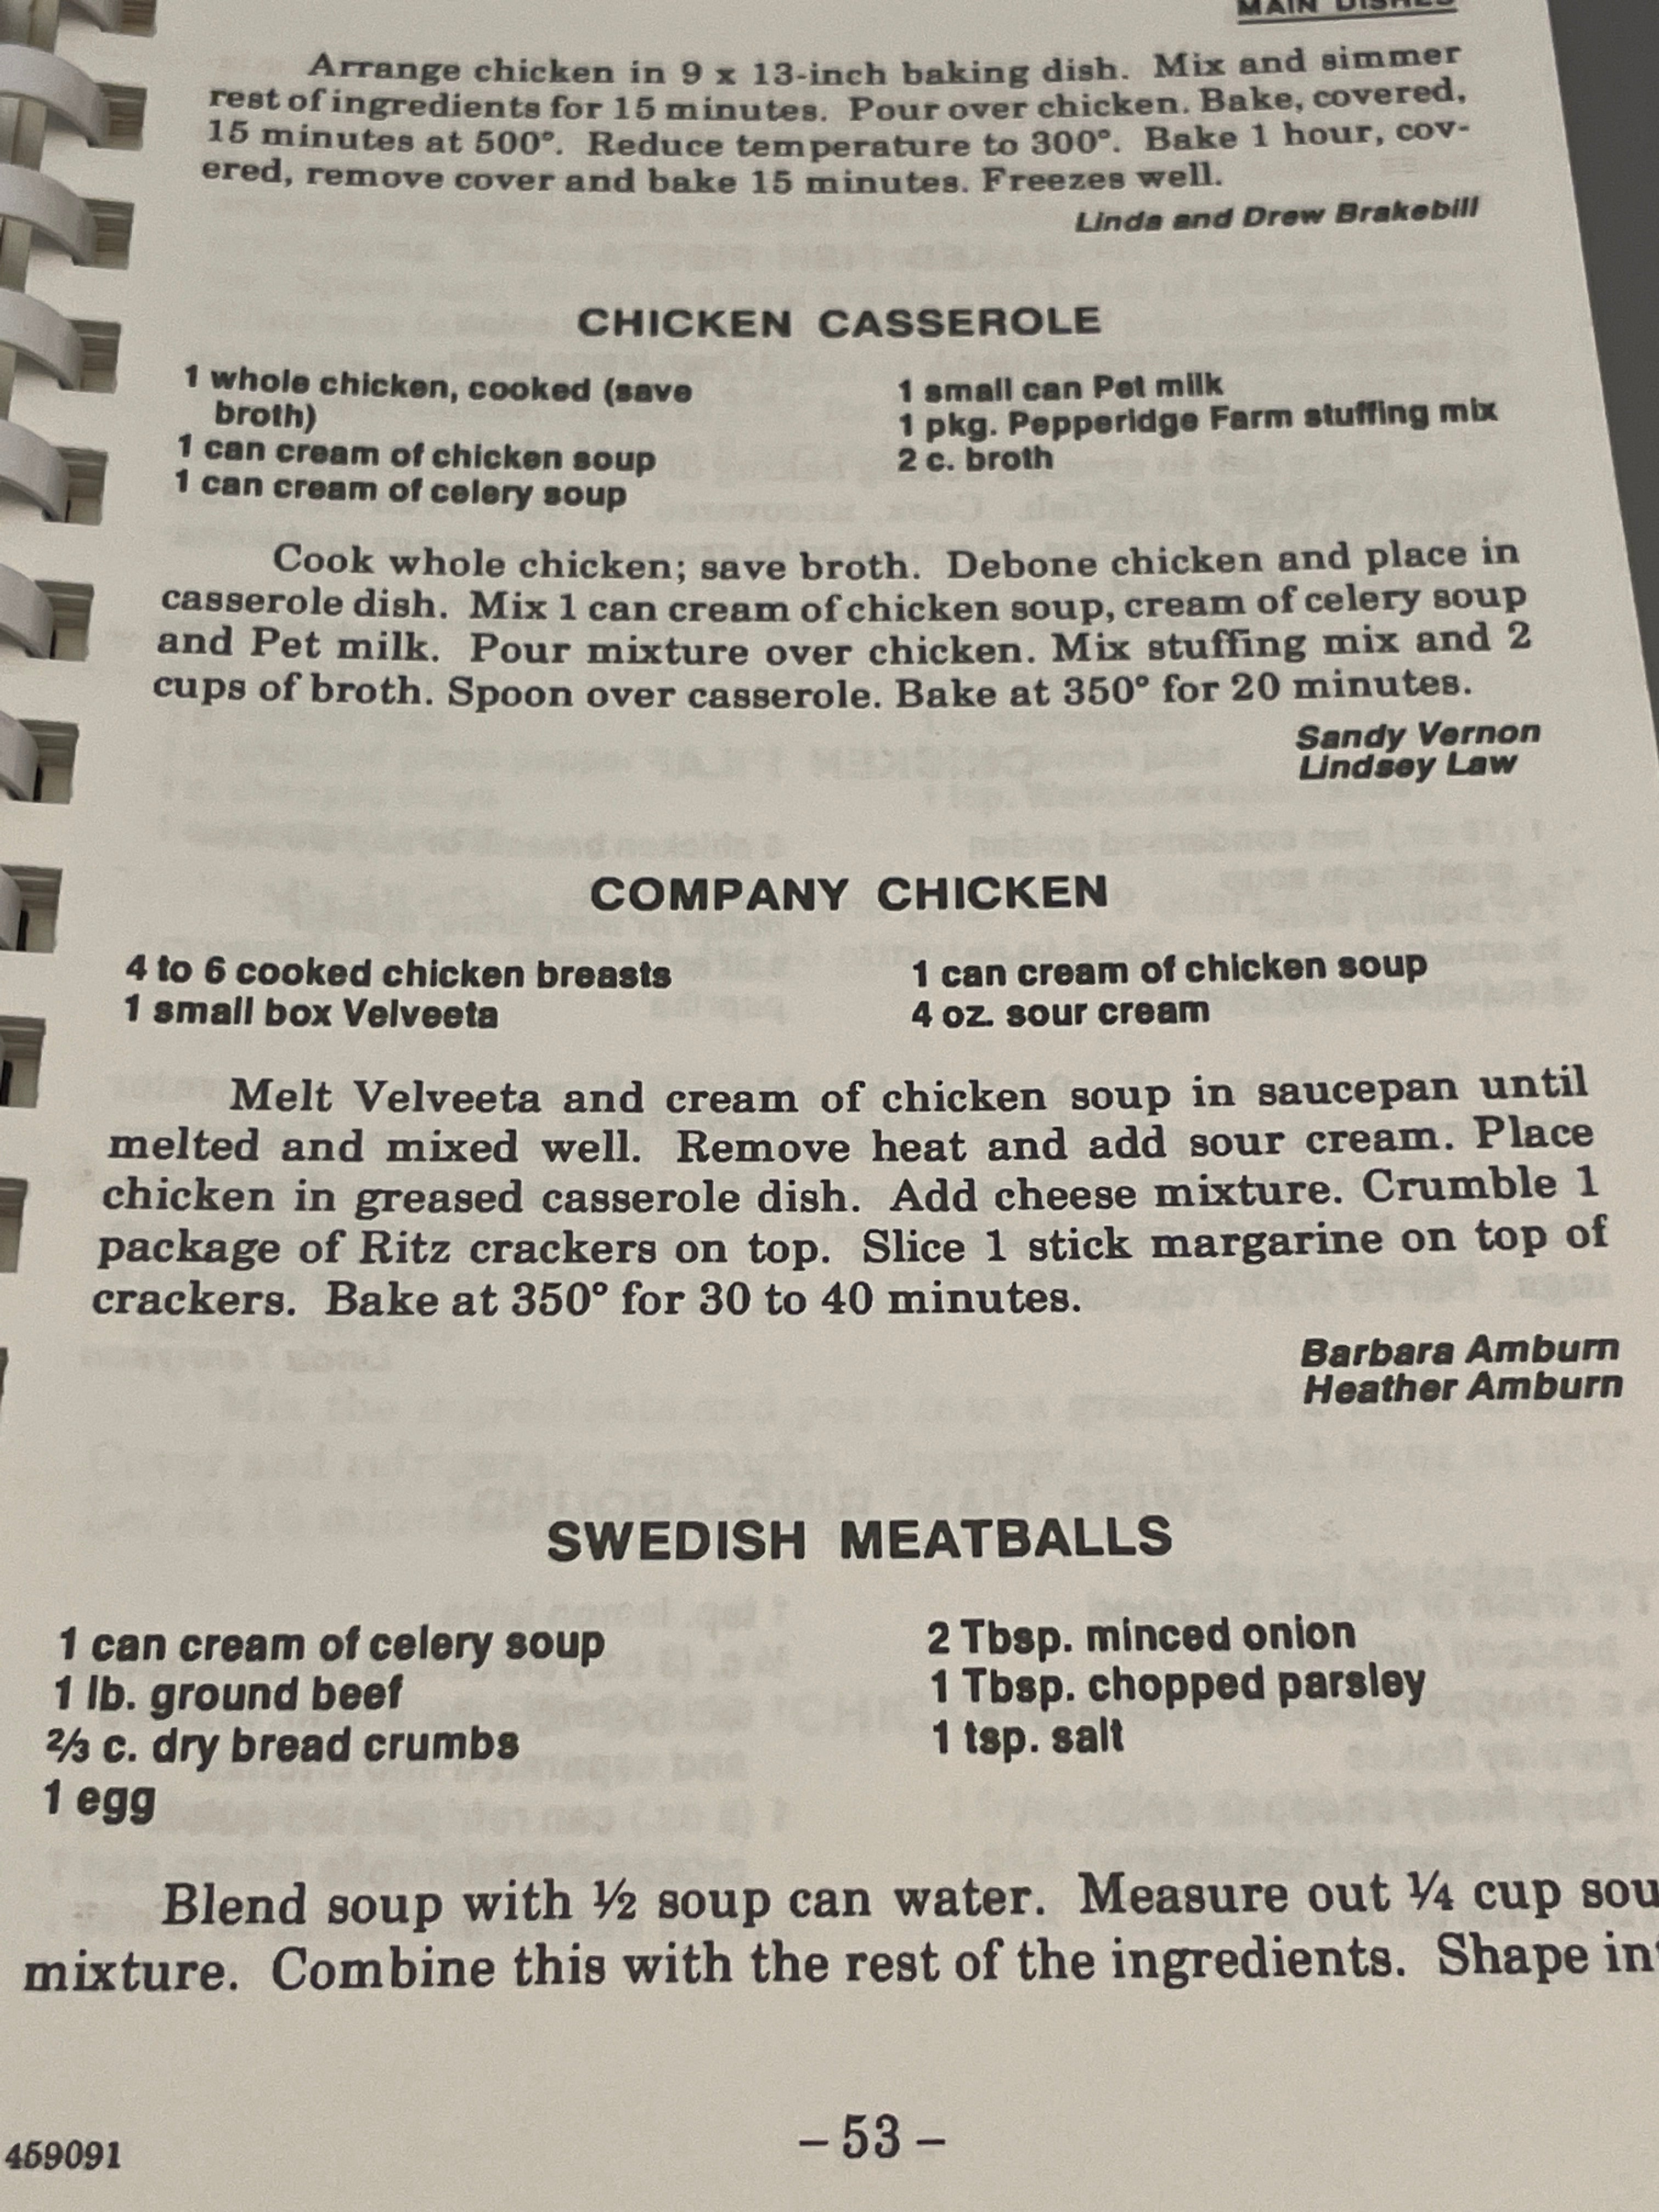 MAIN DISHES
Arrange chicken in 9 x 13-inch baking dish. Mix and simmer
rest of ingredients for 15 minutes. Pour over chicken. Bake, covered,
15 minutes at 500°. Reduce temperature to 300°. Bake 1 hour, cov-
ered, remove cover and bake 15 minutes. Freezes well.
Linda and Drew Brakebill
CHICKEN CASSEROLE
1 whole chicken, cooked (save
broth)
1 can cream of chicken soup
1 can cream of celery soup
1 small can Pet milk
1 pkg. Pepperidge Farm stuffing mix
2 c. broth
Cook whole chicken; save broth. Debone chicken and place in
casserole dish. Mix 1 can cream of chicken soup, cream of celery soup
and Pet milk. Pour mixture over chicken. Mix stuffing mix and 2
cups of broth. Spoon over casserole. Bake at 350° for 20 minutes.
Sandy Vernon
Lindsey Law
COMPANY CHICKEN
4 to 6 cooked chicken breasts
1 small box Velveeta
1 can cream of chicken soup
4 oz. sour cream
Melt Velveeta and cream of chicken soup in saucepan until
melted and mixed well. Remove heat and add sour cream. Place
chicken in greased casserole dish. Add cheese mixture. Crumble 1
package of Ritz crackers on top. Slice 1 stick margarine on top of
crackers. Bake at 350° for 30 to 40 minutes.
Barbara Amburn
Heather Amburn
SWEDISH MEATBALLS
1 can cream of celery soup
1 lb. ground beef
⅔ c. dry bread crumbs
1 egg
2 Tbsp. minced onion
1 Tbsp. chopped parsley
1 tsp. salt
Blend soup with ½ soup can water. Measure out ¼ cup sou
mixture. Combine this with the rest of the ingredients. Shape in
459091
- 53 -